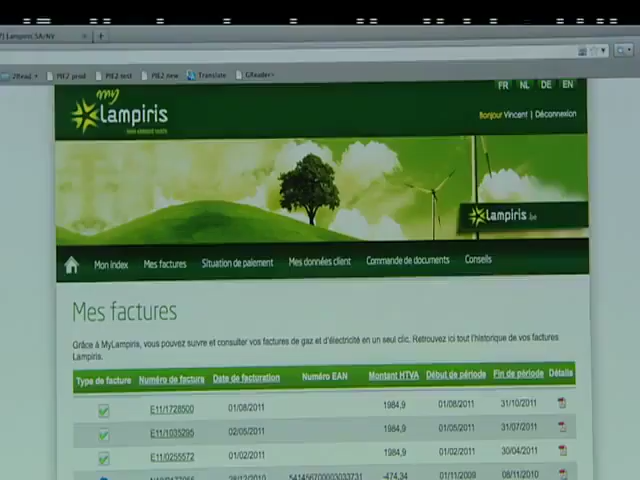 Lampiris SA/NV
2Read
PIE2 prod
PIE2 test
PIE2 new
Translate
GReader+
FR NL DE EN
my
Lampiris
Bonjour Vincent | Déconnexion
Lampiris .be
Mon index
Mes factures
Situation de paiement
Mes données client
Commande de documents
Conseils
Mes factures
Grâce à MyLampiris, vous pouvez suivre et consulter vos factures de gaz et d'électricité en un seul clic. Retrouvez ici tout l'historique de vos factures
Lampiris.
Type de facture Numéro de facture Date de facturation Numéro EAN Montant HTVA Début de période Fin de période Détails
E11/1728500 01/08/2011 1984,9 01/08/2011 31/10/2011
E11/1035295 02/05/2011 1984,9 01/05/2011 31/07/2011
E11/0255572 01/02/2011 1984,9 01/02/2011 30/04/2011
28/12/2010 541456700003033731 -474,34 01/11/2009 08/11/2010